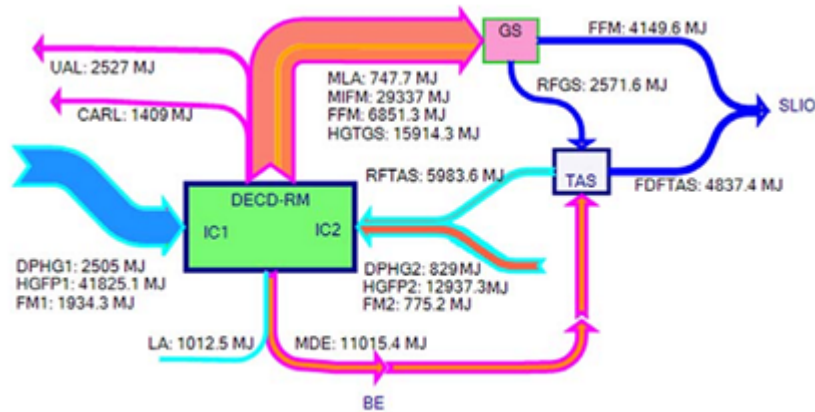 GS
FFM: 4149.6 MJ
UAL: 2527 MJ
MLA: 747.7 MJ
MIFM: 29337 MJ
FFM: 6851.3 MJ
HGTGS: 15914.3 MJ
RFGS: 2571.6 MJ
SLIO
CARL: 1409 MJ
DECD-RM
IC1
IC2
RFTAS: 5983.6 MJ
TAS
FDFTAS: 4837.4 MJ
DPHG1: 2505 MJ
HGFP1: 41825.1 MJ
FM1: 1934.3 MJ
DPHG2: 829 MJ
HGFP2: 12937.3MJ
FM2: 775.2 MJ
LA: 1012.5 MJ
MDE: 11015.4 MJ
BE